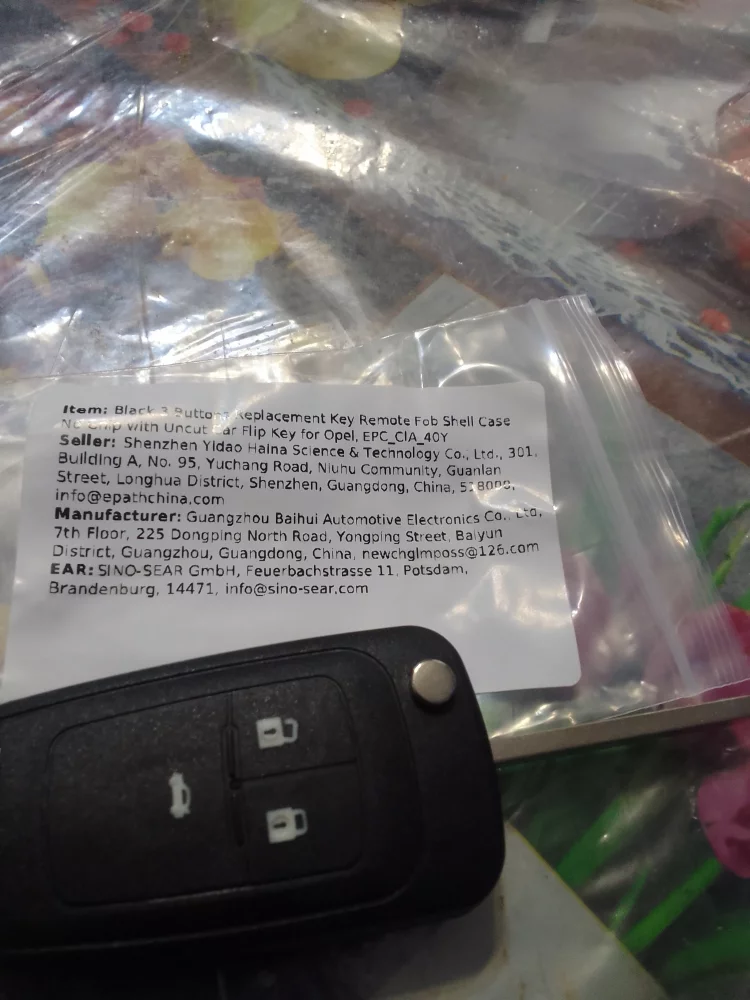 Item: Black 3 Buttons Replacement Key Remote Fob Shell Case
No Chip with Uncut Ear Flip Key for Opel, EPC_CIA_40Y
Seller: Shenzhen Yidao Haina Science & Technology Co., Ltd., 301,
Building A, No. 95, Yuchang Road, Niuhu Community, Guanlan
Street, Longhua District, Shenzhen, Guangdong, China, 518000,
info@epathchina.com
Manufacturer: Guangzhou Baihui Automotive Electronics Co., Ltd,
7th Floor, 225 Dongping North Road, Yongping Street, Baiyun
District, Guangzhou, Guangdong, China, newchglmposs@126.com
EAR: SINO-SEAR GmbH, Feuerbachstrasse 11, Potsdam,
Brandenburg, 14471, info@sino-sear.com